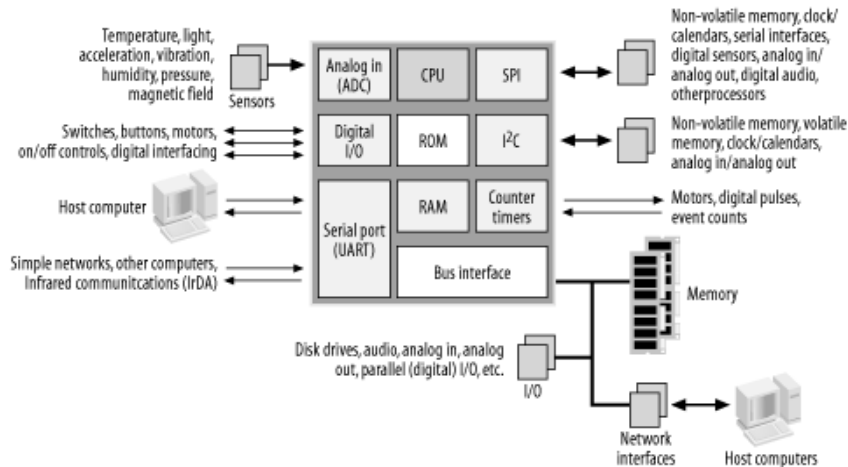 Temperature, light,
acceleration, vibration,
humidity, pressure,
magnetic field
Sensors
Switches, buttons, motors,
on/off controls, digital interfacing
Host computer
Simple networks, other computers,
Infrared communitcations (IrDA)
Analog in
(ADC)
CPU
SPI
Digital
I/O
ROM
I²C
Serial port
(UART)
RAM
Counter
timers
Bus interface
Non-volatile memory, clock/
calendars, serial interfaces,
digital sensors, analog in/
analog out, digital audio,
otherprocessors
Non-volatile memory, volatile
memory, clock/calendars,
analog in/analog out
Motors, digital pulses,
event counts
Memory
Disk drives, audio, analog in, analog
out, parallel (digital) I/O, etc.
I/O
Network
interfaces
Host computers